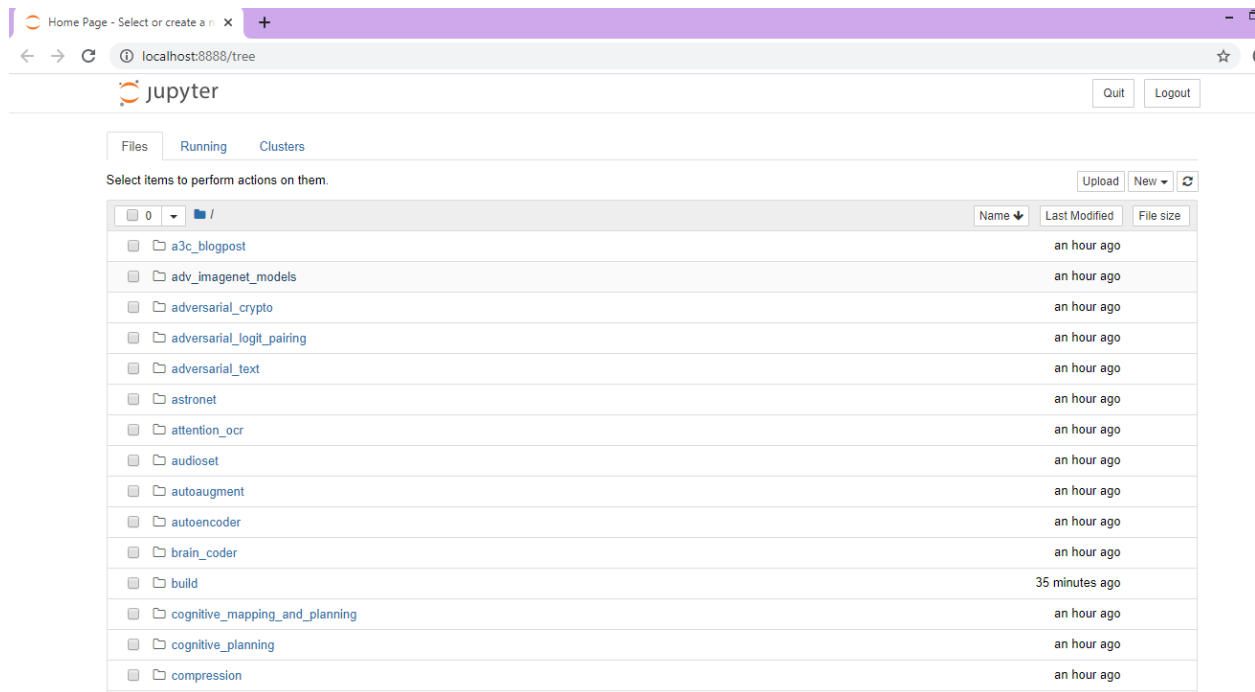 Home Page - Select or create a n
localhost:8888/tree
jupyter
Quit Logout
Files Running Clusters
Select items to perform actions on them.
Upload New
0 / Name Last Modified File size
a3c_blogpost an hour ago
adv_imagenet_models an hour ago
adversarial_crypto an hour ago
adversarial_logit_pairing an hour ago
adversarial_text an hour ago
astronet an hour ago
attention_ocr an hour ago
audioset an hour ago
autoaugment an hour ago
autoencoder an hour ago
brain_coder an hour ago
build 35 minutes ago
cognitive_mapping_and_planning an hour ago
cognitive_planning an hour ago
compression an hour ago